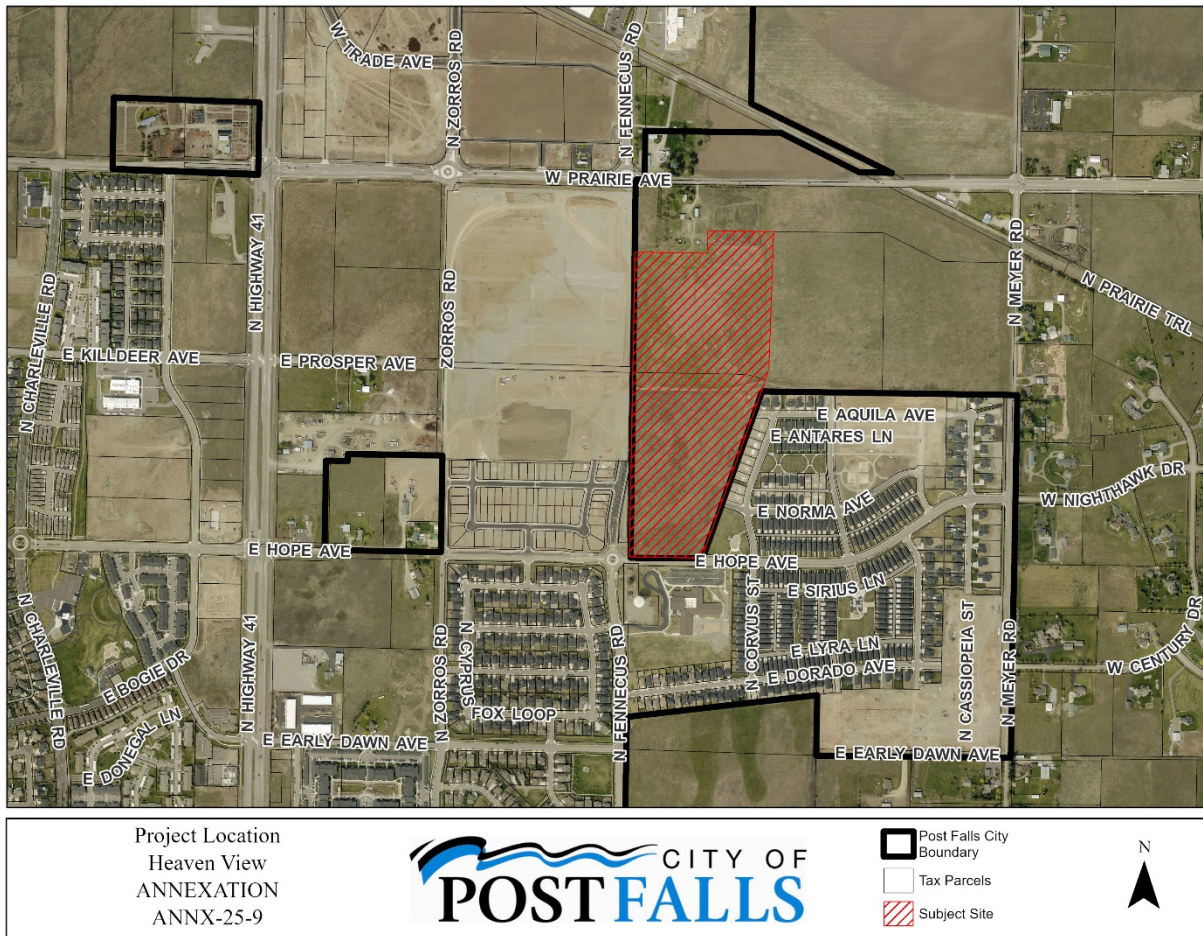 W TRADE AVE
N ZORROS RD
N FENNECUS RD
W PRAIRIE AVE
N CHARLEVILLE RD
N HIGHWAY 41
ZORROS RD
N MEYER RD
N PRAIRIE TRL
E KILLDEER AVE
E PROSPER AVE
E AQUILA AVE
E ANTARES LN
W NIGHTHAWK DR
E NORMA AVE
E HOPE AVE
E HOPE AVE
E SIRIUS LN
N CHARLEVILLE RD
N HIGHWAY 41
N ZORROS RD
N CYPRUS
FOX LOOP
N FENNECUS RD
N CORVUS ST
E LYRA LN
E DORADO AVE
N CASSIOPEIA ST
N MEYER RD
W CENTURY DR
E BOGIE DR
E DONEGAL LN
E EARLY DAWN AVE
E EARLY DAWN AVE
Project Location
Heaven View
ANNEXATION
ANNX-25-9
CITY OF
POST FALLS
Post Falls City
Boundary
Tax Parcels
Subject Site
N